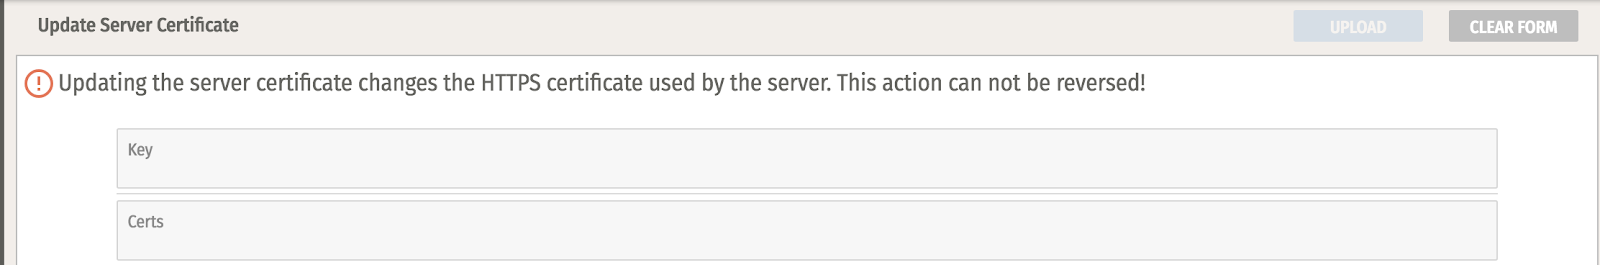 Update Server Certificate
UPLOAD
CLEAR FORM
Updating the server certificate changes the HTTPS certificate used by the server. This action can not be reversed!
Key
Certs